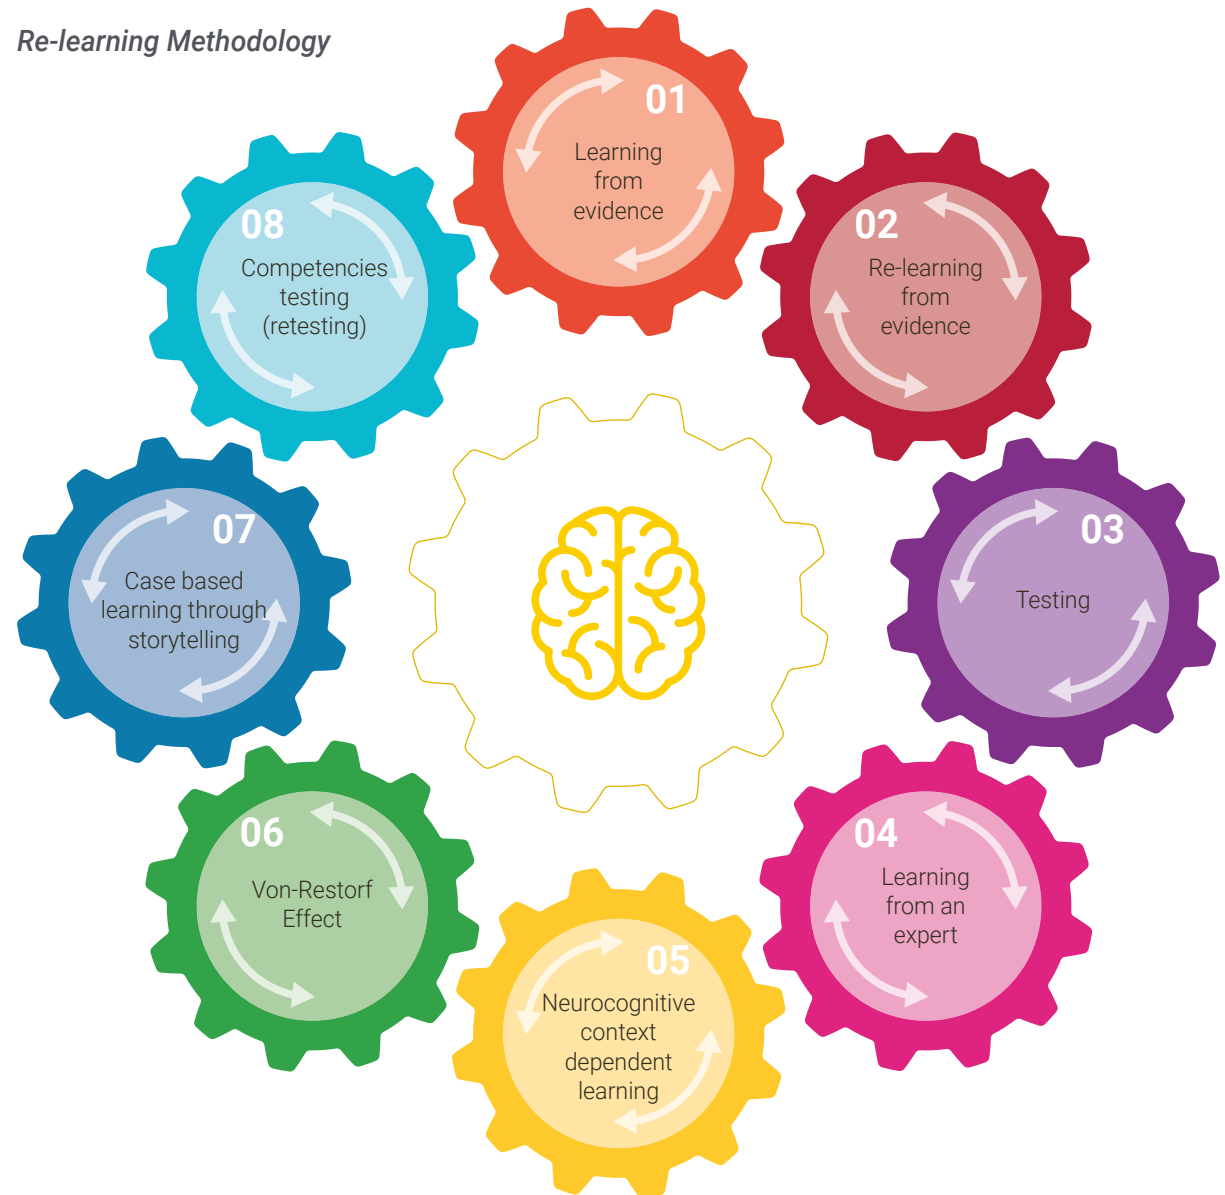 Re-learning Methodology
01
Learning
from
evidence
02
Re-learning
from
evidence
03
Testing
04
Learning
from an
expert
05
Neurocognitive
context
dependent
learning
06
Von-Restorf
Effect
07
Case based
learning through
storytelling
08
Competencies
testing
(retesting)